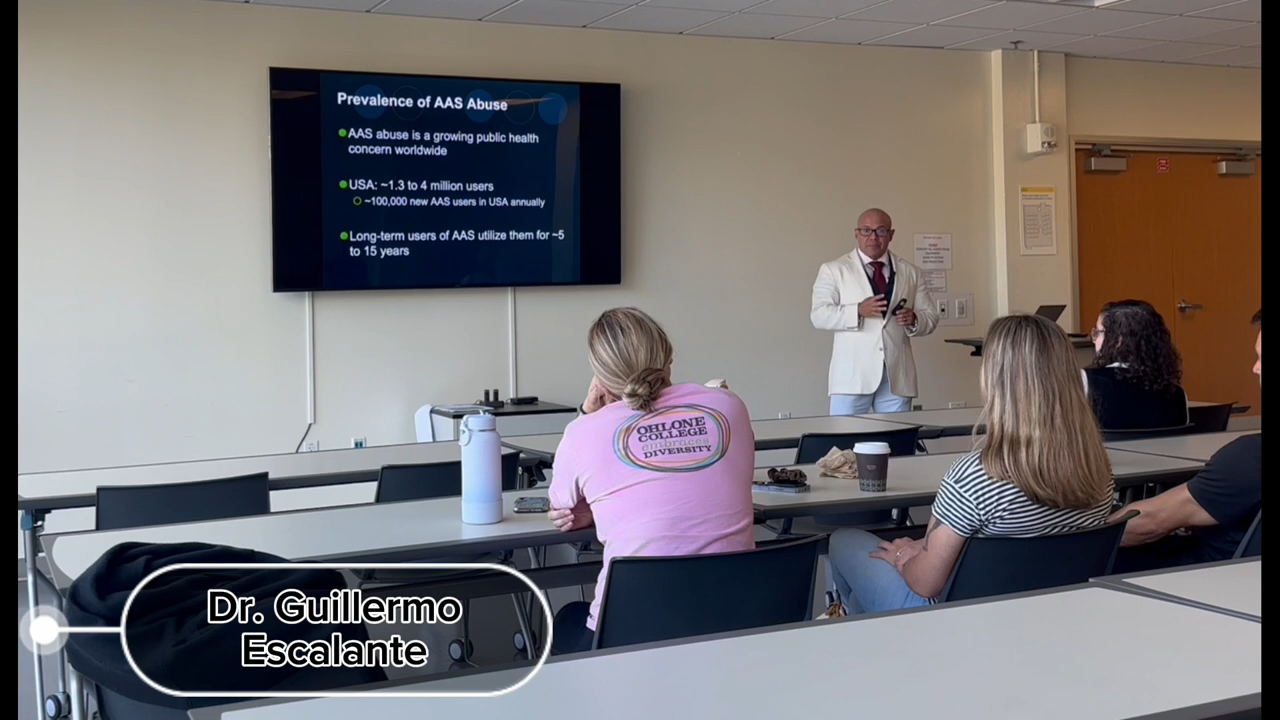 Prevalence of AAS Abuse
AAS abuse is a growing public health
concern worldwide
USA: ~1.3 to 4 million users
~100,000 new AAS users in USA annually
Long-term users of AAS utilize them for ~5
to 15 years
OHLONE
COLLEGE
embraces
DIVERSITY
Dr. Guillermo
Escalante